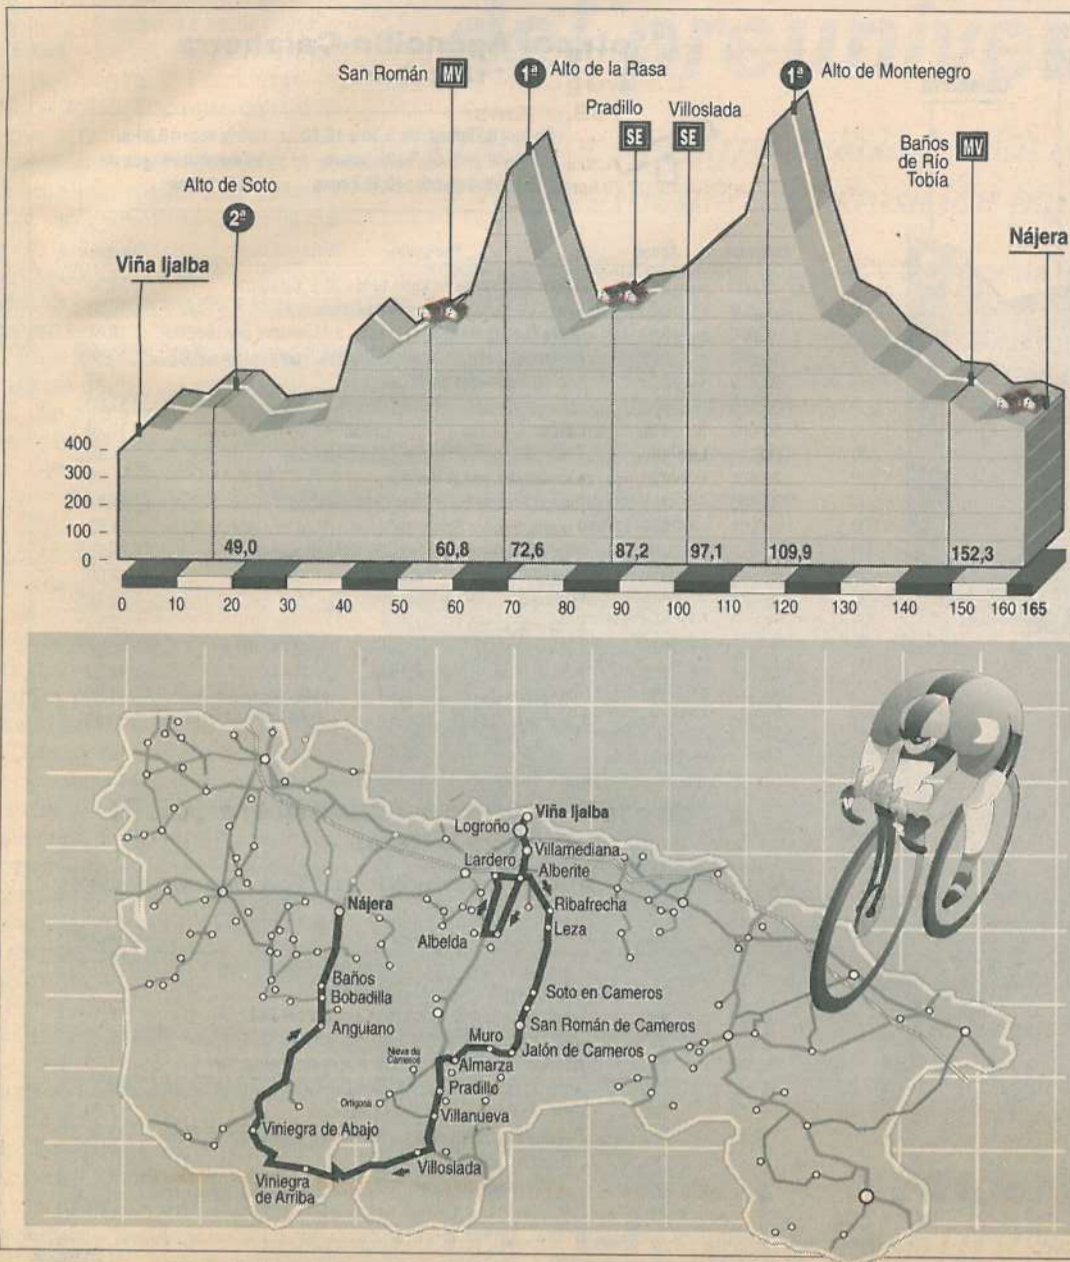 San Román MV
1ª Alto de la Rasa
1ª Alto de Montenegro
Pradillo
SE
Villoslada
SE
Baños
de Río
Tobía
MV
Alto de Soto
2ª
Viña Ijalba
Nájera
400
300
200
100
0
49,0
60,8
72,6
87,2
97,1
109,9
152,3
0 10 20 30 40 50 60 70 80 90 100 110 120 130 140 150 160 165
Viña Ijalba
Logroño
Villamediana
Lardero
Alberite
Nájera
Ribafrecha
Albelda
Leza
Baños
Bobadilla
Soto en Cameros
Anguiano
San Román de Cameros
Muro
Jalón de Cameros
Nieva de
Cameros
Almarza
Pradillo
Ortigosa
Villanueva
Viniegra de Abajo
Villoslada
Viniegra
de Arriba